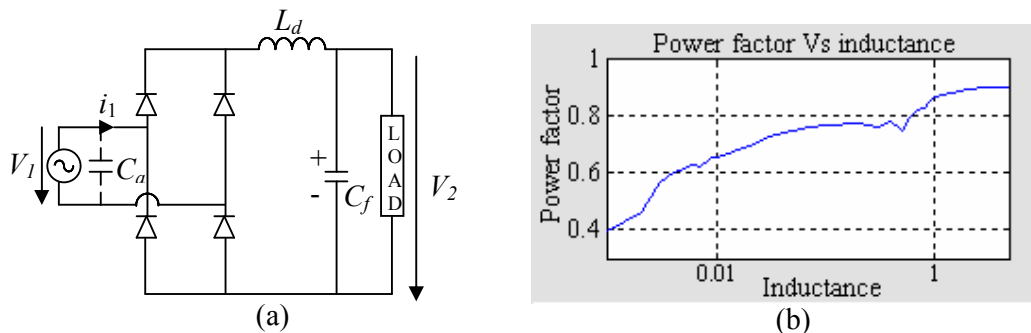 L_d
i_1
V_1
C_a
+
-
C_f
LOAD
V_2
(a)
Power factor Vs inductance
Power factor
1
0.8
0.6
0.4
0.01
1
Inductance
(b)